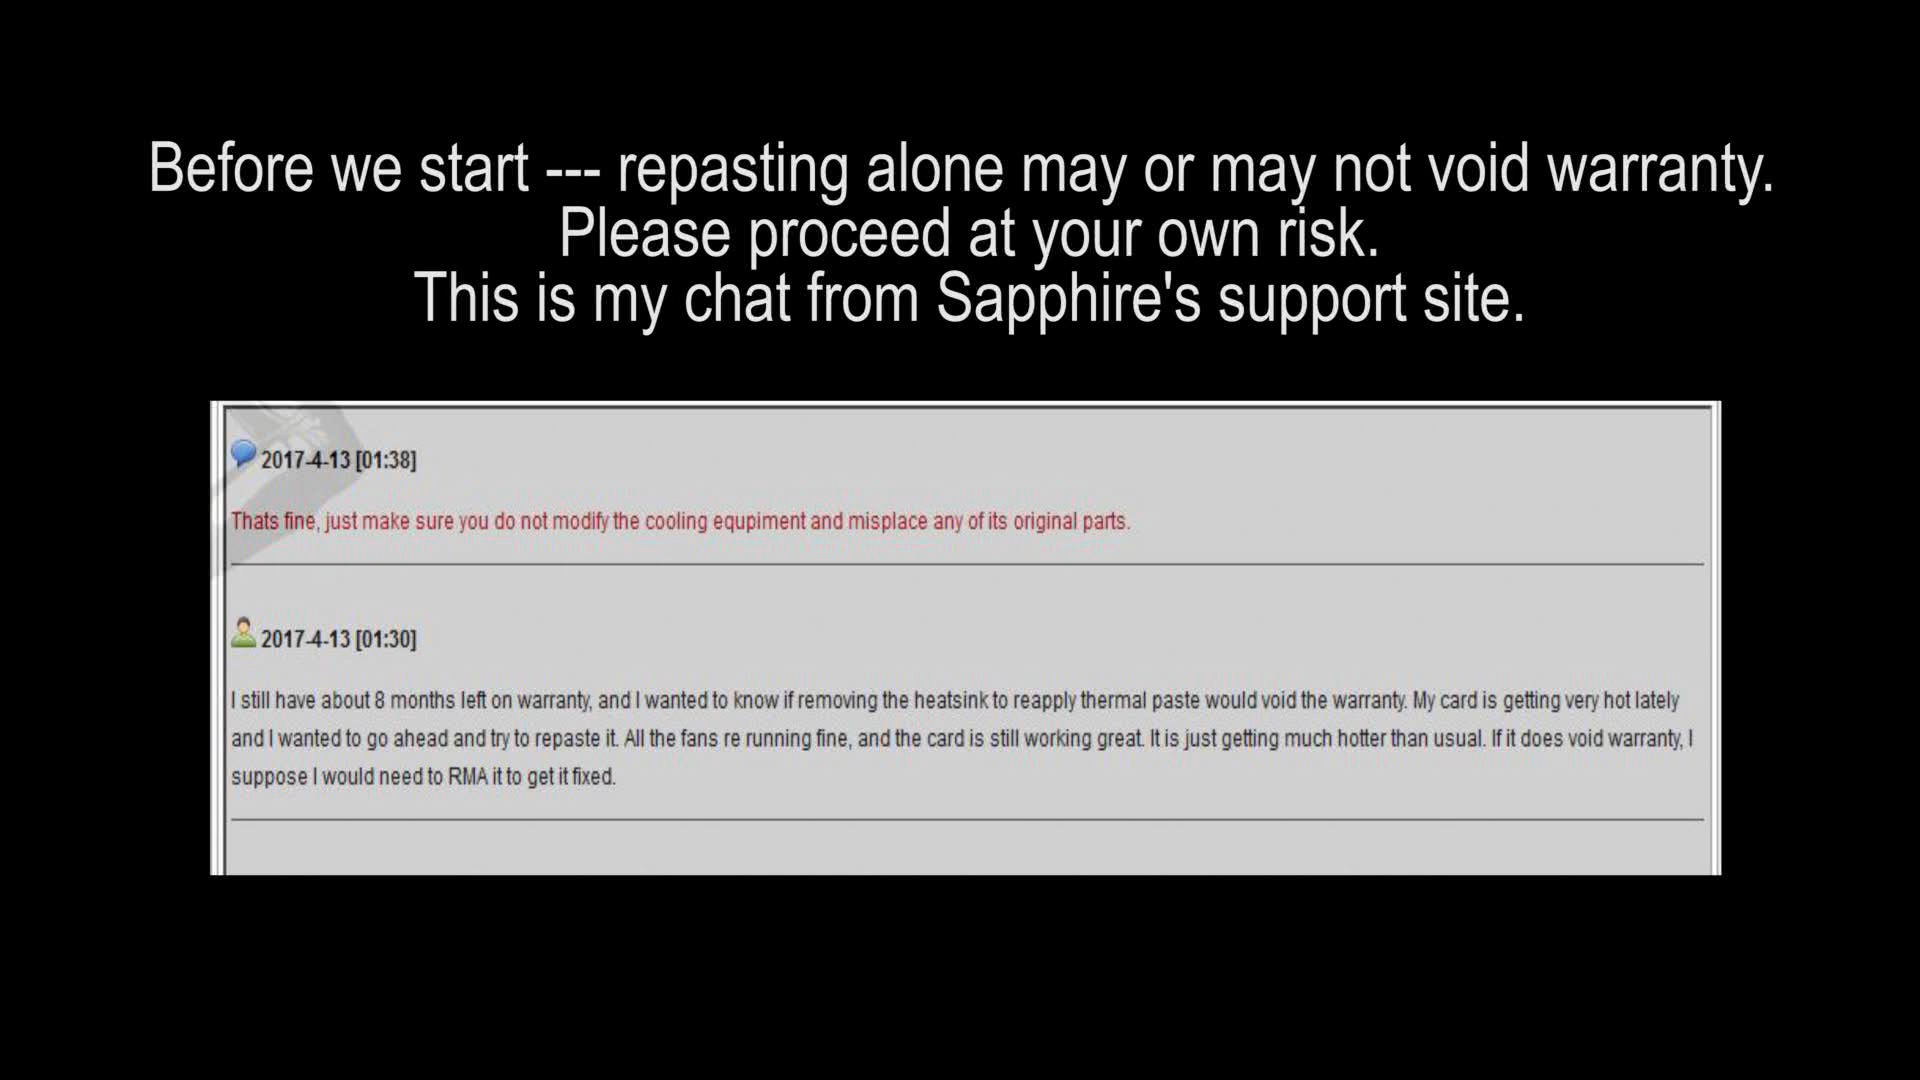 Before we start --- repasting alone may or may not void warranty.
Please proceed at your own risk.
This is my chat from Sapphire's support site.
2017-4-13 [01:38]
Thats fine, just make sure you do not modify the cooling equpiment and misplace any of its original parts.
2017-4-13 [01:30]
I still have about 8 months left on warranty, and I wanted to know if removing the heatsink to reapply thermal paste would void the warranty. My card is getting very hot lately
and I wanted to go ahead and try to repaste it. All the fans re running fine, and the card is still working great. It is just getting much hotter than usual. If it does void warranty, I
suppose I would need to RMA it to get it fixed.